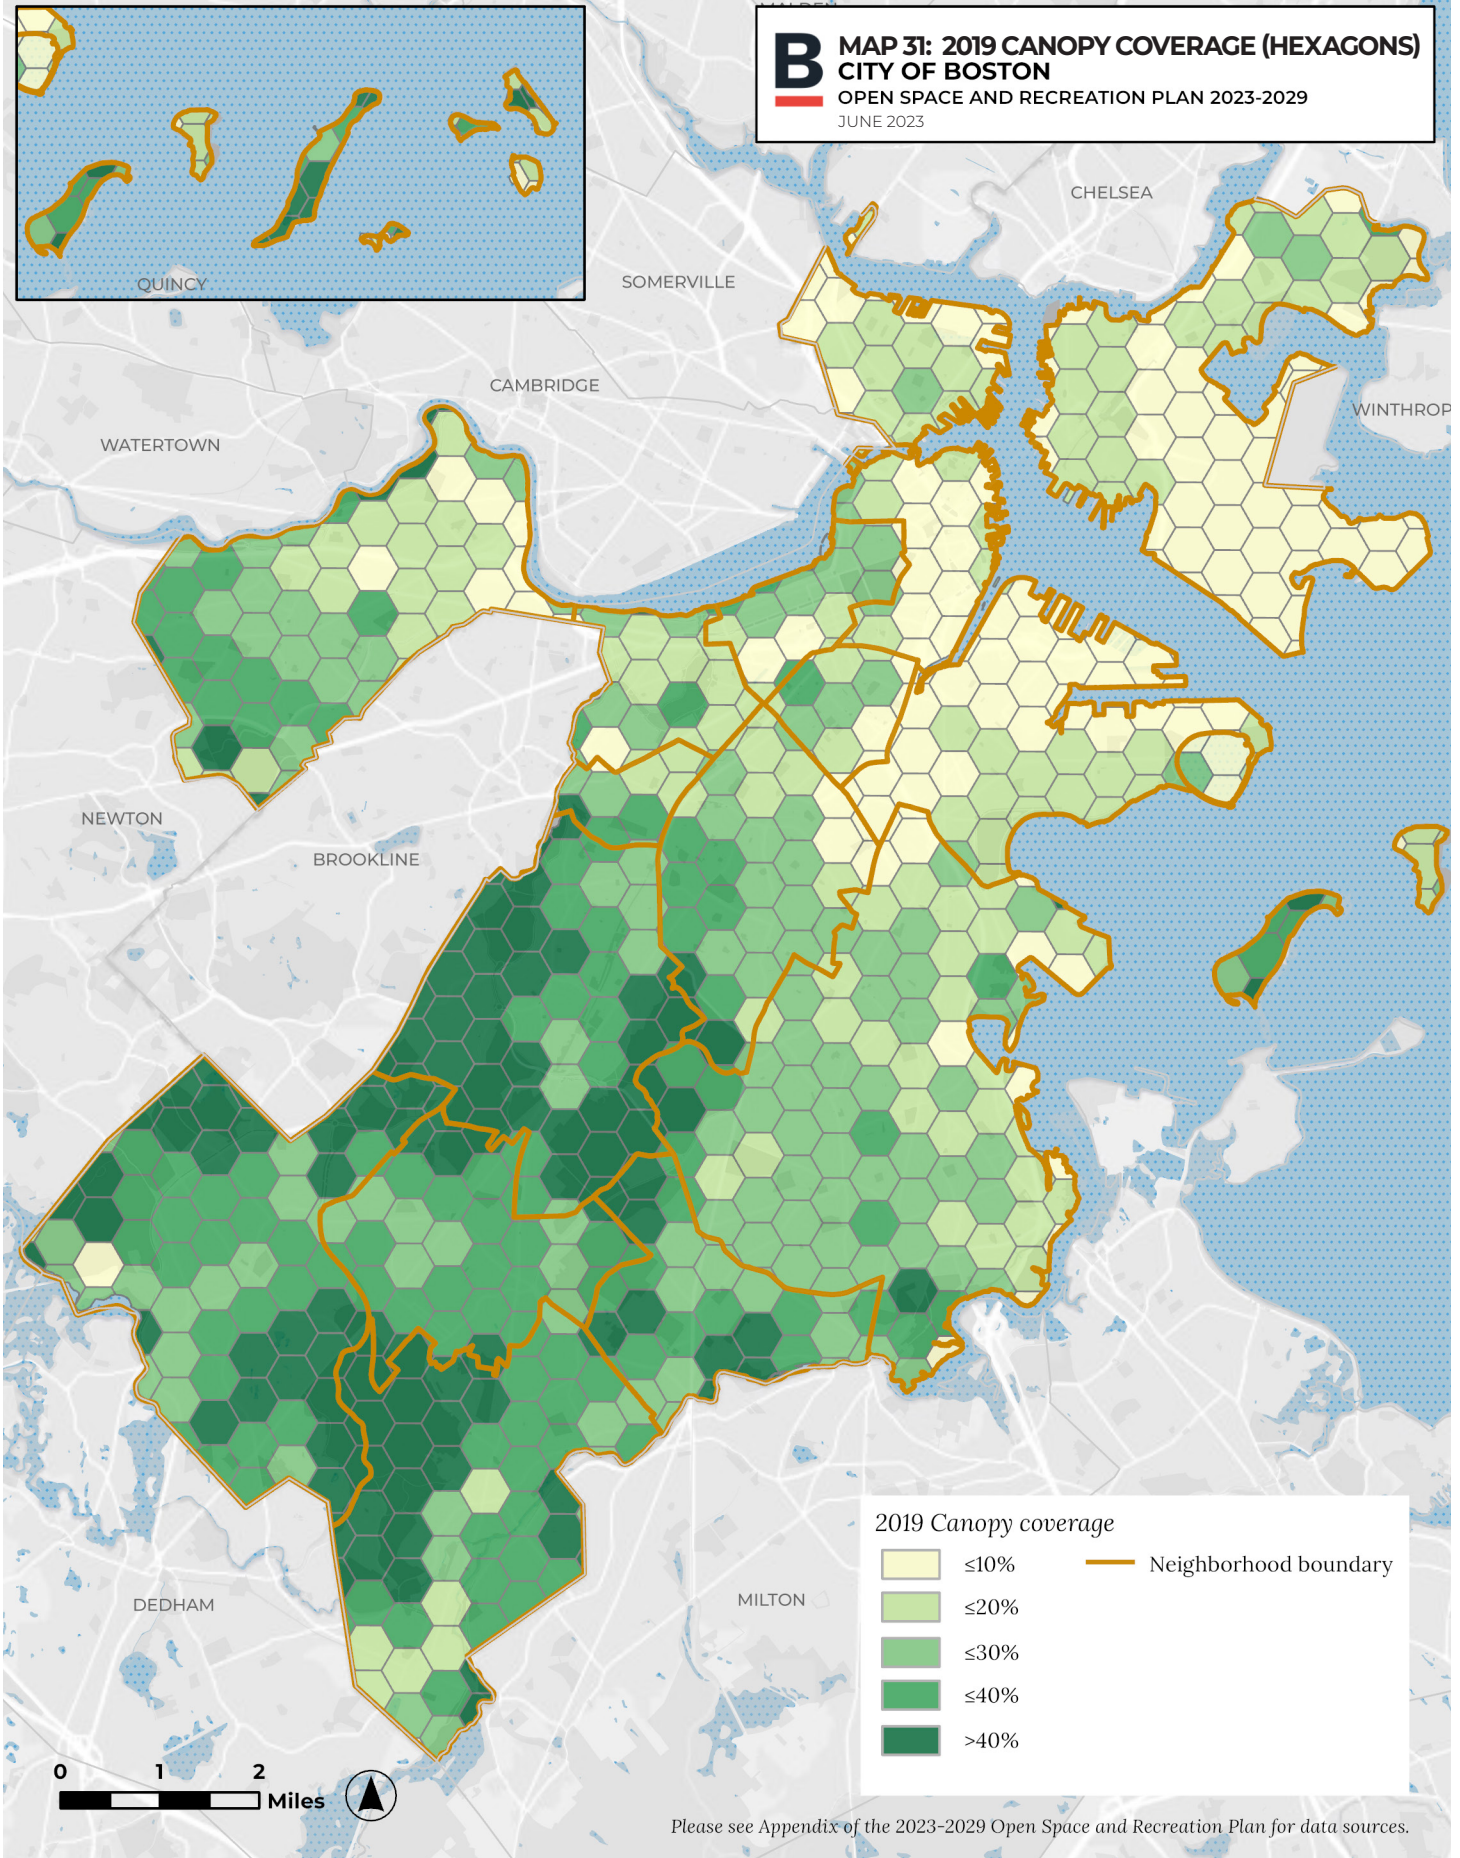 MALDEN
B
MAP 31: 2019 CANOPY COVERAGE (HEXAGONS)
CITY OF BOSTON
OPEN SPACE AND RECREATION PLAN 2023-2029
JUNE 2023
CHELSEA
QUINCY
SOMERVILLE
CAMBRIDGE
WINTHROP
WATERTOWN
NEWTON
BROOKLINE
2019 Canopy coverage
≤10%
Neighborhood boundary
≤20%
≤30%
≤40%
>40%
DEDHAM
MILTON
0 1 2
Miles
Please see Appendix of the 2023-2029 Open Space and Recreation Plan for data sources.